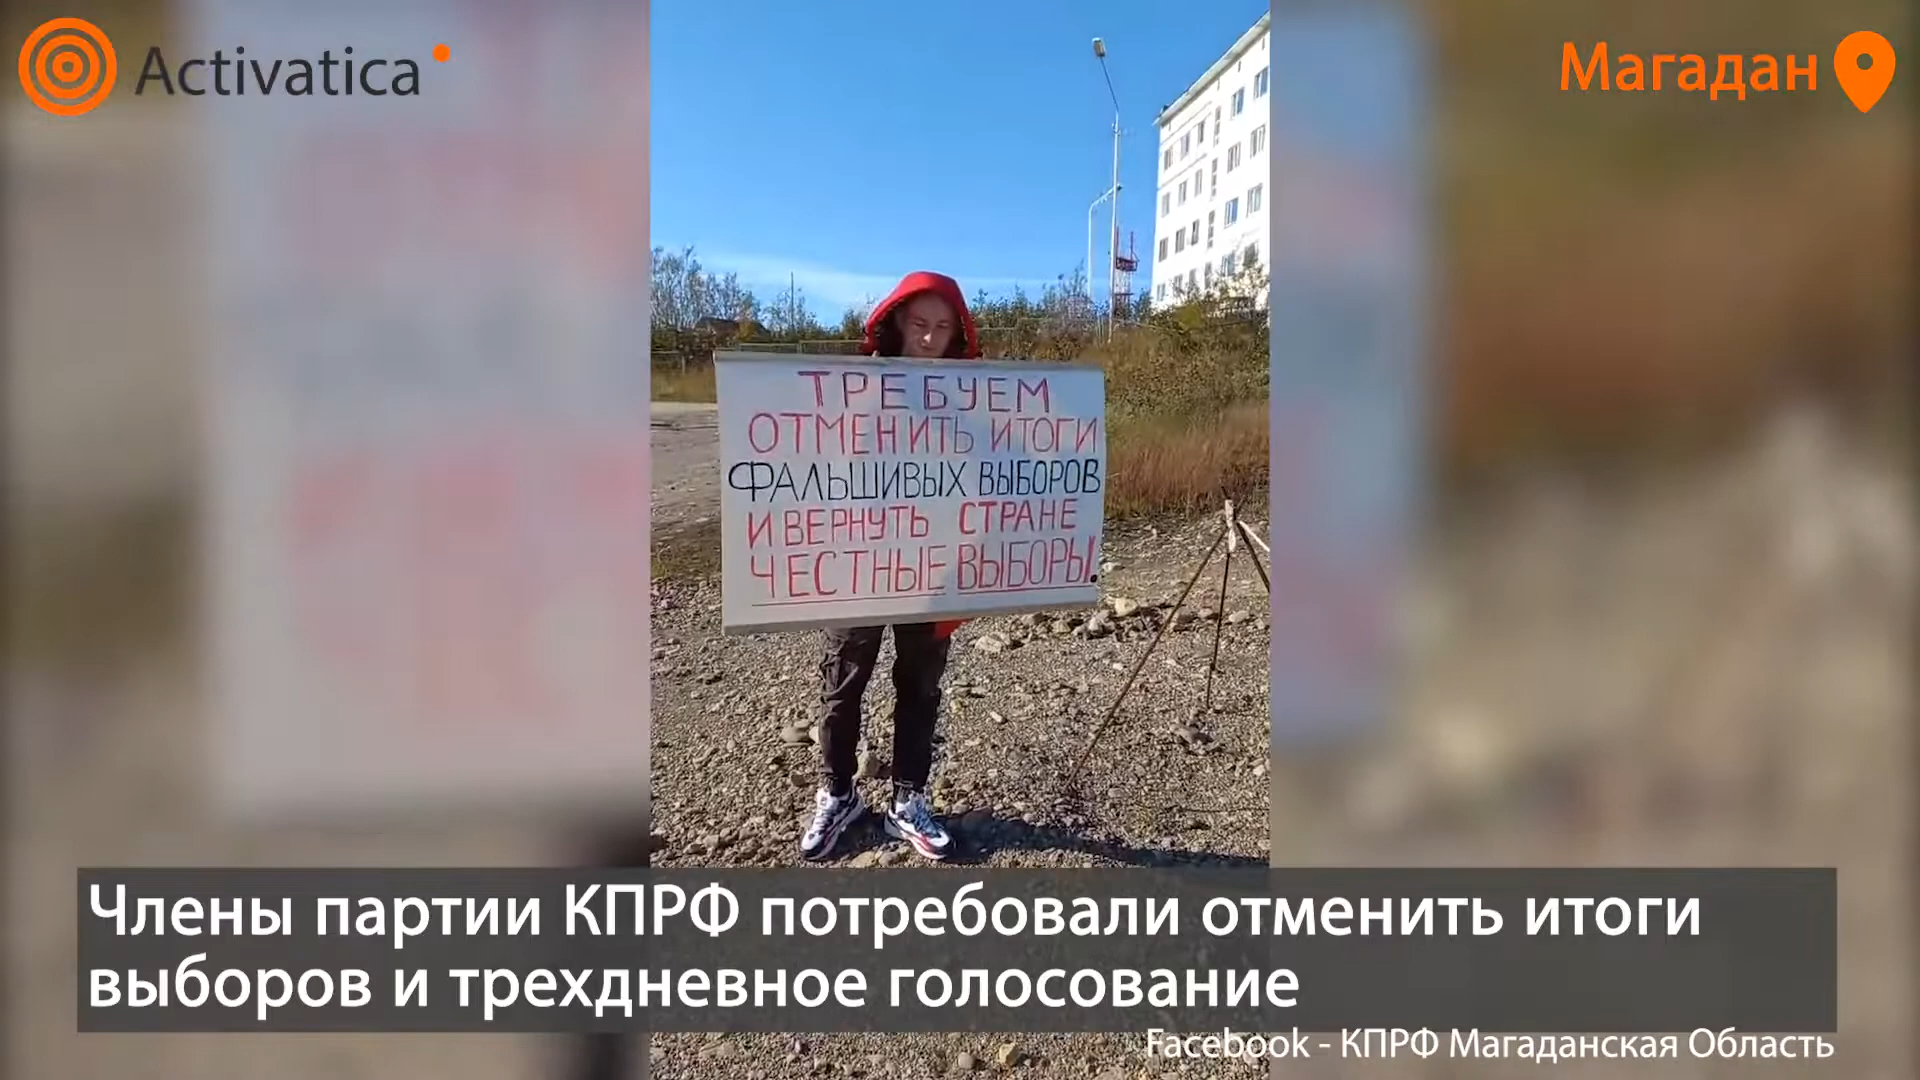 Activatica
Магадан
ТРЕБУЕМ
ОТМЕНИТЬ ИТОГИ
ФАЛЬШИВЫХ ВЫБОРОВ
И ВЕРНУТЬ СТРАНЕ
ЧЕСТНЫЕ ВЫБОРЫ!
Члены партии КПРФ потребовали отменить итоги
выборов и трехдневное голосование
Facebook - КПРФ Магаданская Область